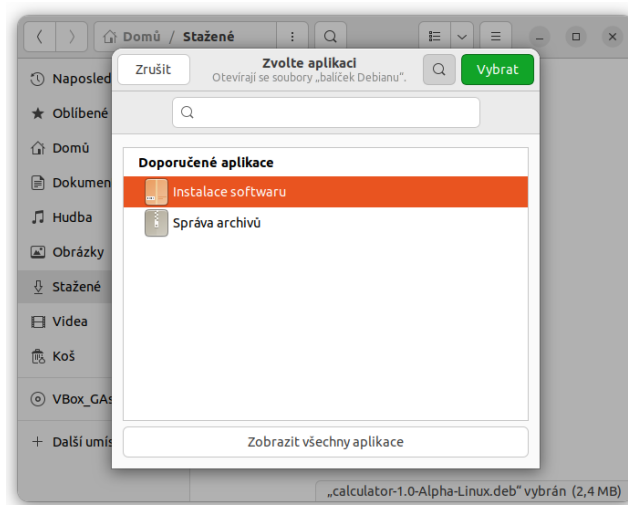 Domů / Stažené
Zrušit
Zvolte aplikaci
Otevírají se soubory „balíček Debianu“.
Vybrat
Naposled
Oblíbené
Domů
Dokumen
Hudba
Obrázky
Stažené
Videa
Koš
VBox_GAs
Další umís
Doporučené aplikace
Instalace softwaru
Správa archivů
Zobrazit všechny aplikace
„calculator-1.0-Alpha-Linux.deb“ vybrán (2,4 MB)